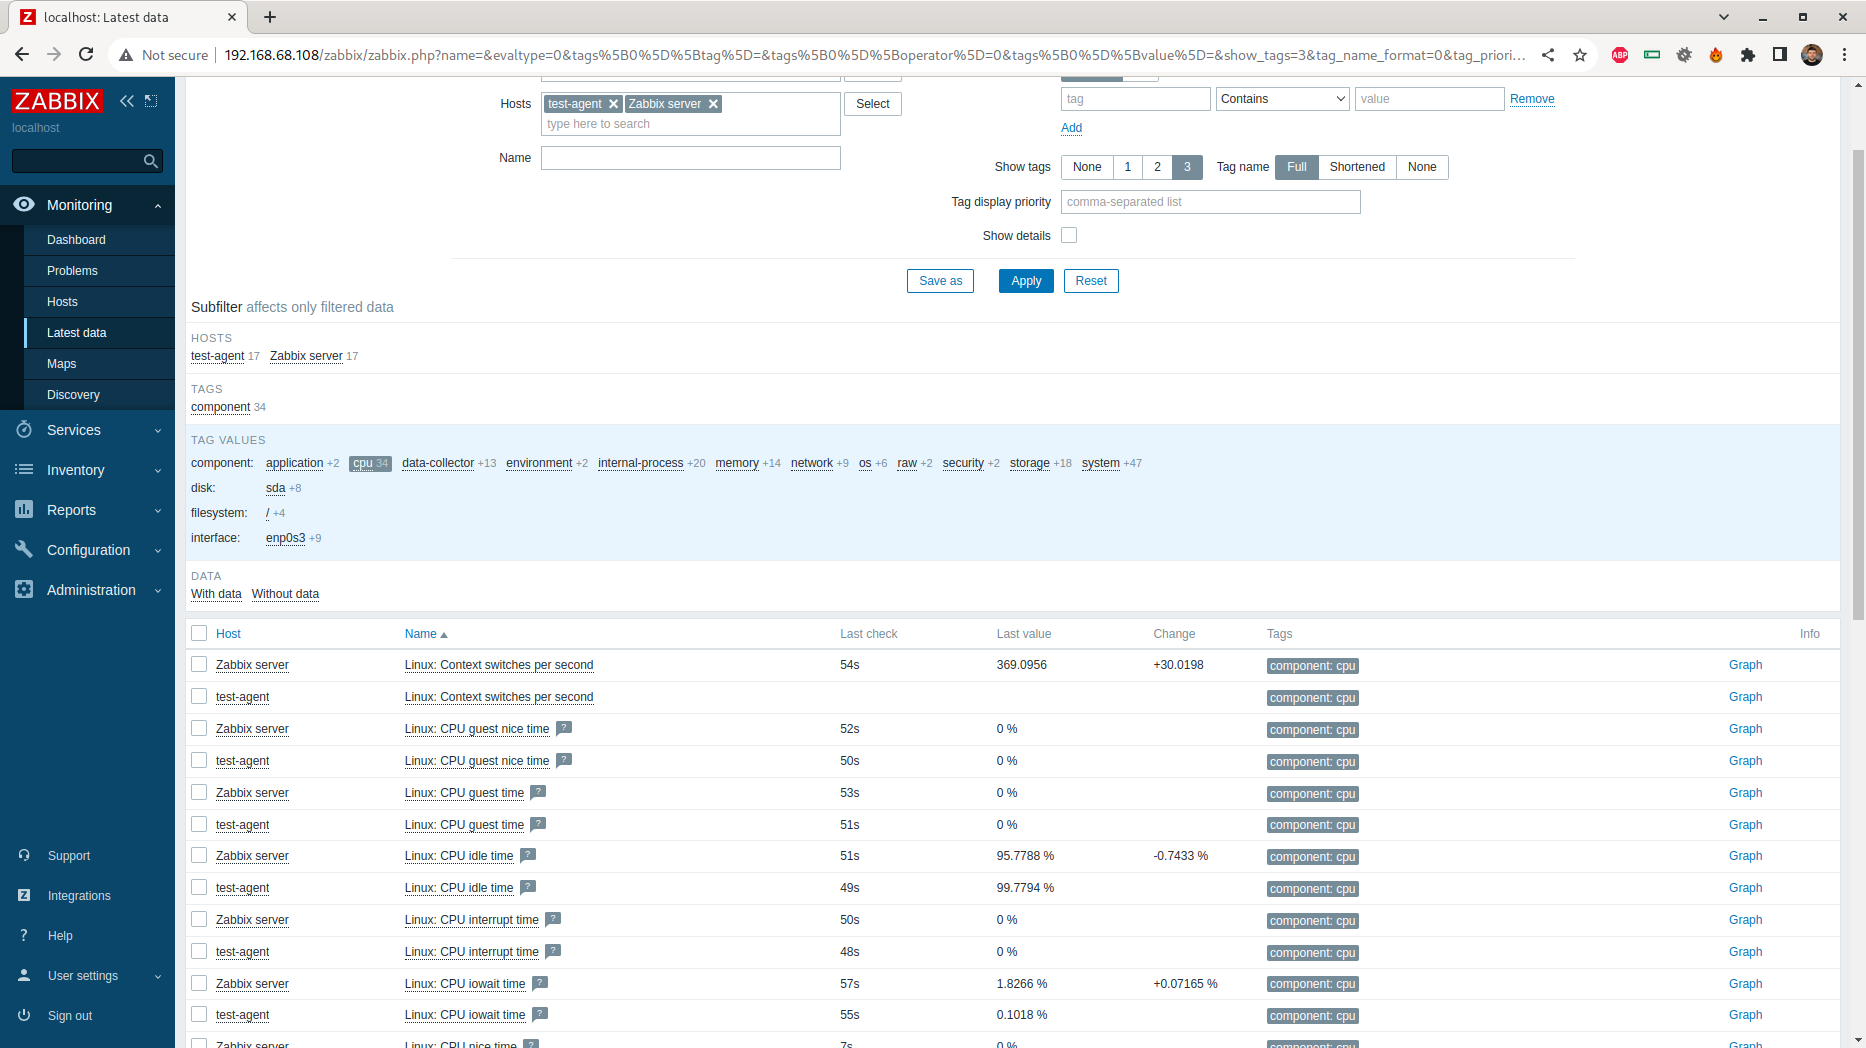 localhost: Latest data
Not secure 192.168.68.108/zabbix/zabbix.php?name=&evaltype=0&tags%5B0%5D%5Btag%5D=&tags%5B0%5D%5Boperator%5D=0&tags%5B0%5D%5Bvalue%5D=&show_tags=3&tag_name_format=0&tag_priori...
ABP
ZABBIX
localhost
Monitoring
Dashboard
Problems
Hosts
Latest data
Maps
Discovery
Services
Inventory
Reports
Configuration
Administration
Support
Integrations
Help
User settings
Sign out
Hosts test-agent Zabbix server Select
type here to search
Name
tag Contains value Remove
Add
Show tags None 1 2 3 Tag name Full Shortened None
Tag display priority comma-separated list
Show details
Save as Apply Reset
Subfilter affects only filtered data
HOSTS
test-agent 17 Zabbix server 17
TAGS
component 34
TAG VALUES
component: application +2 cpu 34 data-collector +13 environment +2 internal-process +20 memory +14 network +9 os +6 raw +2 security +2 storage +18 system +47
disk: sda +8
filesystem: / +4
interface: enp0s3 +9
DATA
With data Without data
Host Name Last check Last value Change Tags Info
Zabbix server Linux: Context switches per second 54s 369.0956 +30.0198 component: cpu Graph
test-agent Linux: Context switches per second component: cpu Graph
Zabbix server Linux: CPU guest nice time ? 52s 0 % component: cpu Graph
test-agent Linux: CPU guest nice time ? 50s 0 % component: cpu Graph
Zabbix server Linux: CPU guest time ? 53s 0 % component: cpu Graph
test-agent Linux: CPU guest time ? 51s 0 % component: cpu Graph
Zabbix server Linux: CPU idle time ? 51s 95.7788 % -0.7433 % component: cpu Graph
test-agent Linux: CPU idle time ? 49s 99.7794 % component: cpu Graph
Zabbix server Linux: CPU interrupt time ? 50s 0 % component: cpu Graph
test-agent Linux: CPU interrupt time ? 48s 0 % component: cpu Graph
Zabbix server Linux: CPU iowait time ? 57s 1.8266 % +0.07165 % component: cpu Graph
test-agent Linux: CPU iowait time ? 55s 0.1018 % component: cpu Graph
Zabbix server Linux: CPU nice time ? 7s 0 % component: cpu Graph